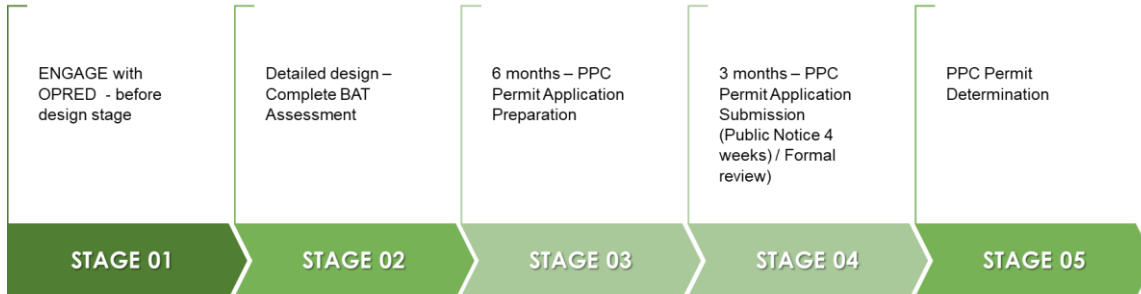 ENGAGE with
OPRED - before
design stage
Detailed design –
Complete BAT
Assessment
6 months – PPC
Permit Application
Preparation
3 months – PPC
Permit Application
Submission
(Public Notice 4
weeks) / Formal
review)
PPC Permit
Determination
STAGE 01
STAGE 02
STAGE 03
STAGE 04
STAGE 05